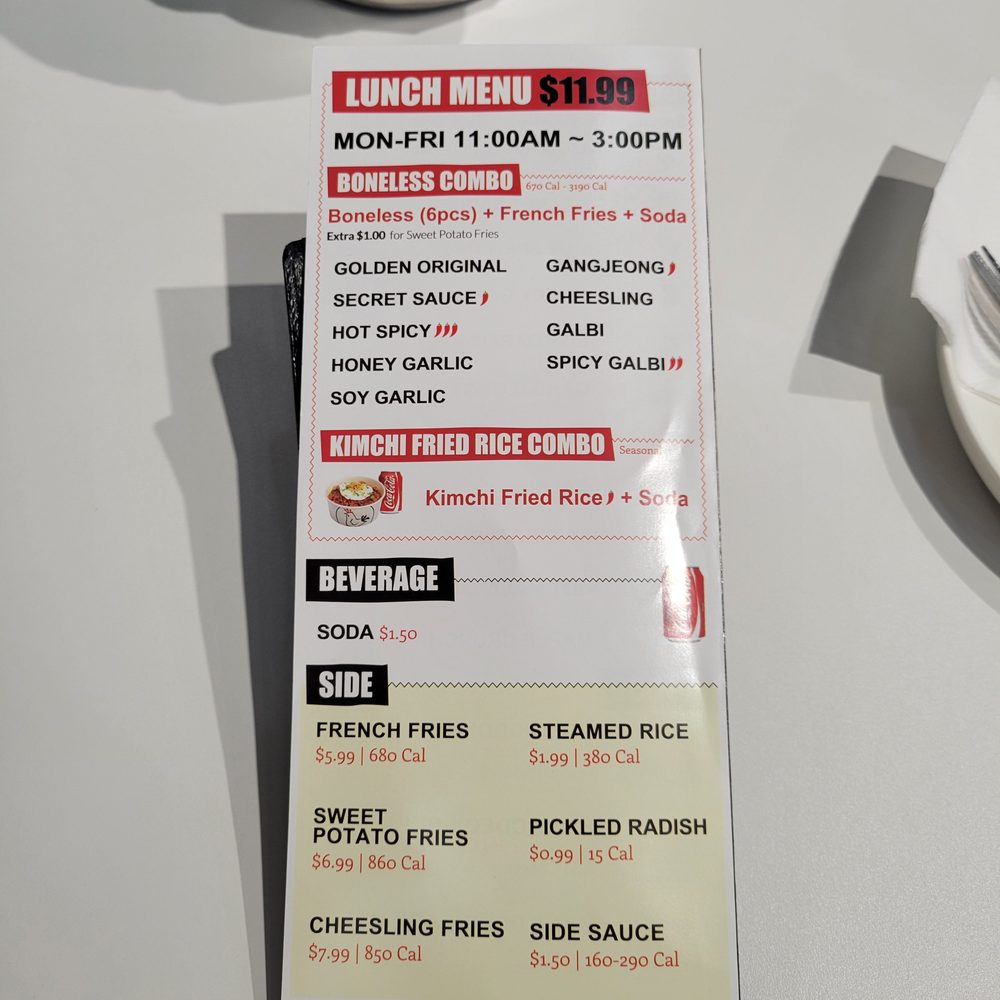 LUNCH MENU $11.99
MON-FRI 11:00AM ~ 3:00PM
BONELESS COMBO 670 Cal - 3190 Cal
Boneless (6pcs) + French Fries + Soda
Extra $1.00 for Sweet Potato Fries
GOLDEN ORIGINAL
SECRET SAUCE
HOT SPICY
HONEY GARLIC
SOY GARLIC
GANGJEONG
CHEESLING
GALBI
SPICY GALBI
KIMCHI FRIED RICE COMBO Seasonal
Coca-Cola
Kimchi Fried Rice + Soda
BEVERAGE
SODA $1.50
SIDE
FRENCH FRIES
$5.99 | 680 Cal
STEAMED RICE
$1.99 | 380 Cal
SWEET
POTATO FRIES
$6.99 | 860 Cal
PICKLED RADISH
$0.99 | 15 Cal
CHEESLING FRIES
$7.99 | 850 Cal
SIDE SAUCE
$1.50 | 160-290 Cal